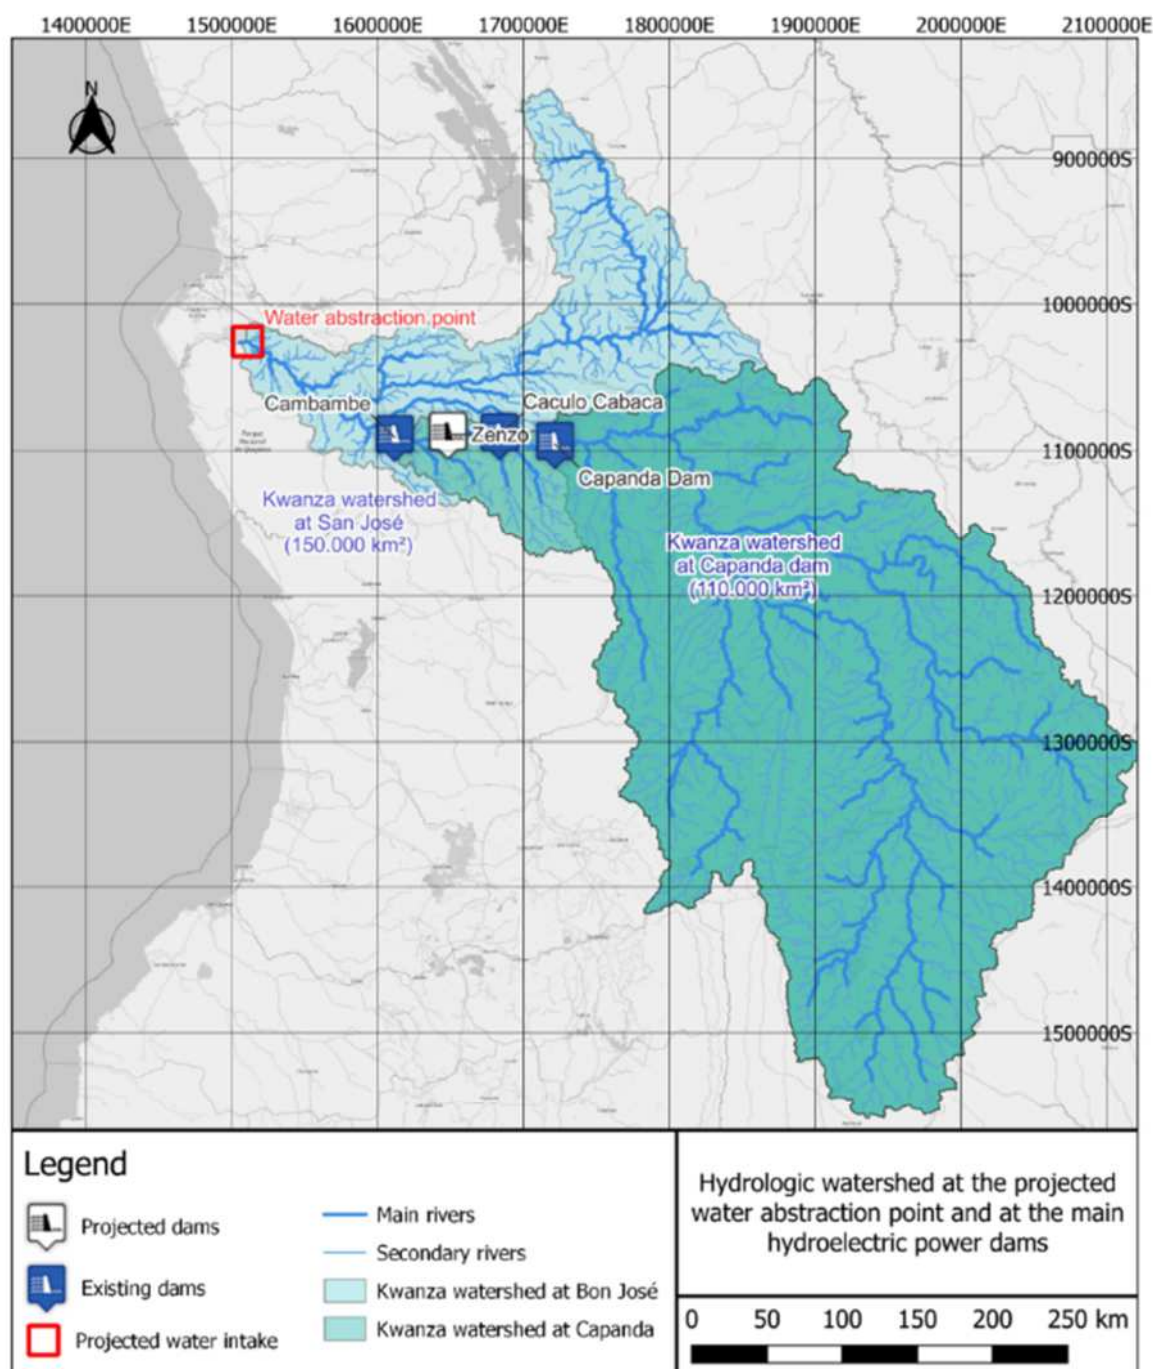 1400000E 1500000E 1600000E 1700000E 1800000E 1900000E 2000000E 2100000E
N
900000S
1000000S
Water abstraction point
Cambambe
Caculo Cabaca
Zenzo
1100000S
Capanda Dam
Kwanza watershed
at San José
(150.000 km²)
Kwanza watershed
at Capanda dam
(110.000 km²)
1200000S
1300000S
1400000S
1500000S
Legend
Projected dams
Existing dams
Projected water intake
Main rivers
Secondary rivers
Kwanza watershed at Bon José
Kwanza watershed at Capanda
Hydrologic watershed at the projected
water abstraction point and at the main
hydroelectric power dams
0 50 100 150 200 250 km